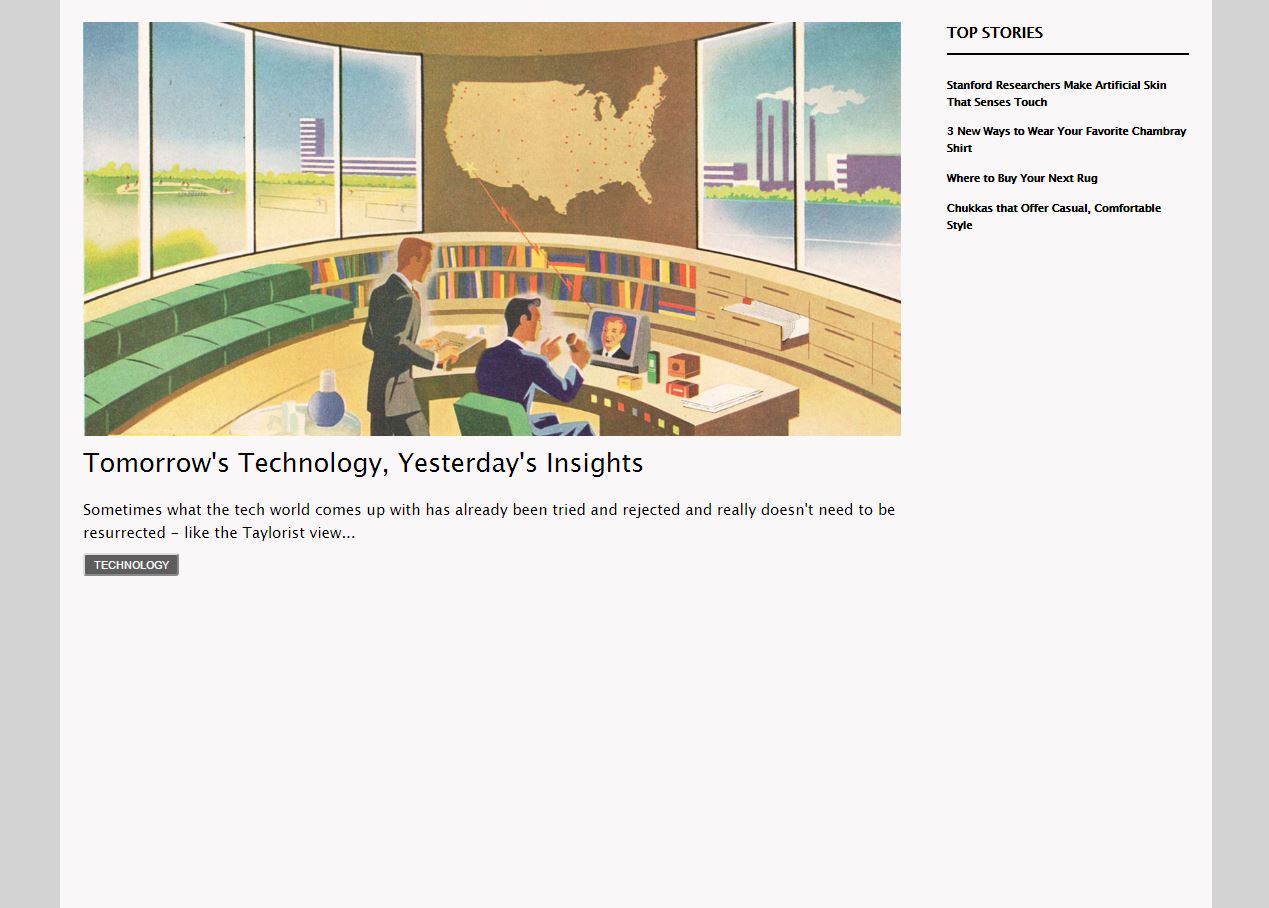 Tomorrow's Technology, Yesterday's Insights
Sometimes what the tech world comes up with has already been tried and rejected and really doesn't need to be
resurrected – like the Taylorist view...
TECHNOLOGY
TOP STORIES
Stanford Researchers Make Artificial Skin
That Senses Touch
3 New Ways to Wear Your Favorite Chambray
Shirt
Where to Buy Your Next Rug
Chukkas that Offer Casual, Comfortable
Style